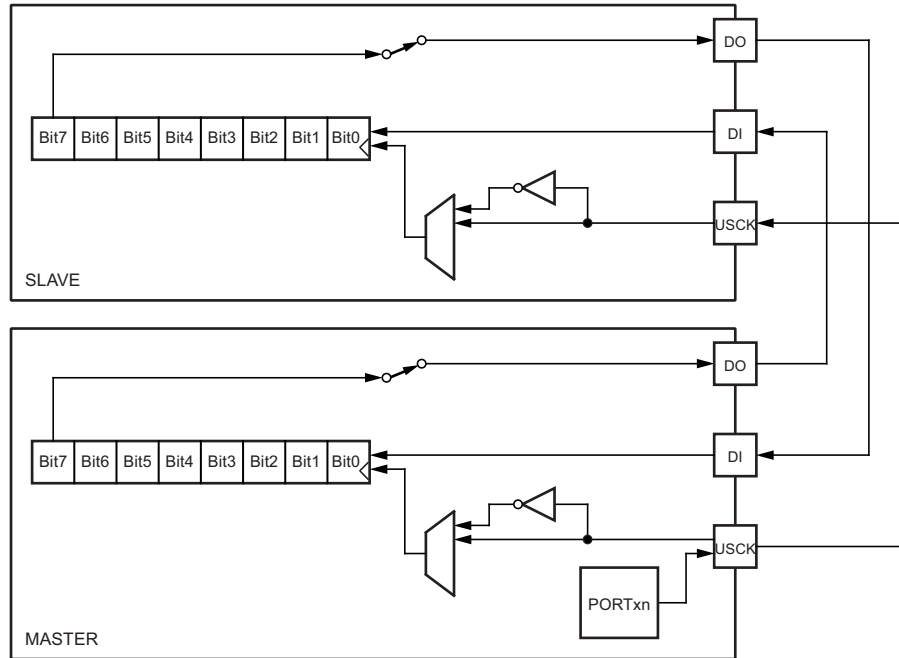 DO
Bit7 Bit6 Bit5 Bit4 Bit3 Bit2 Bit1 Bit0
DI
USCK
SLAVE
DO
Bit7 Bit6 Bit5 Bit4 Bit3 Bit2 Bit1 Bit0
DI
USCK
PORTxn
MASTER